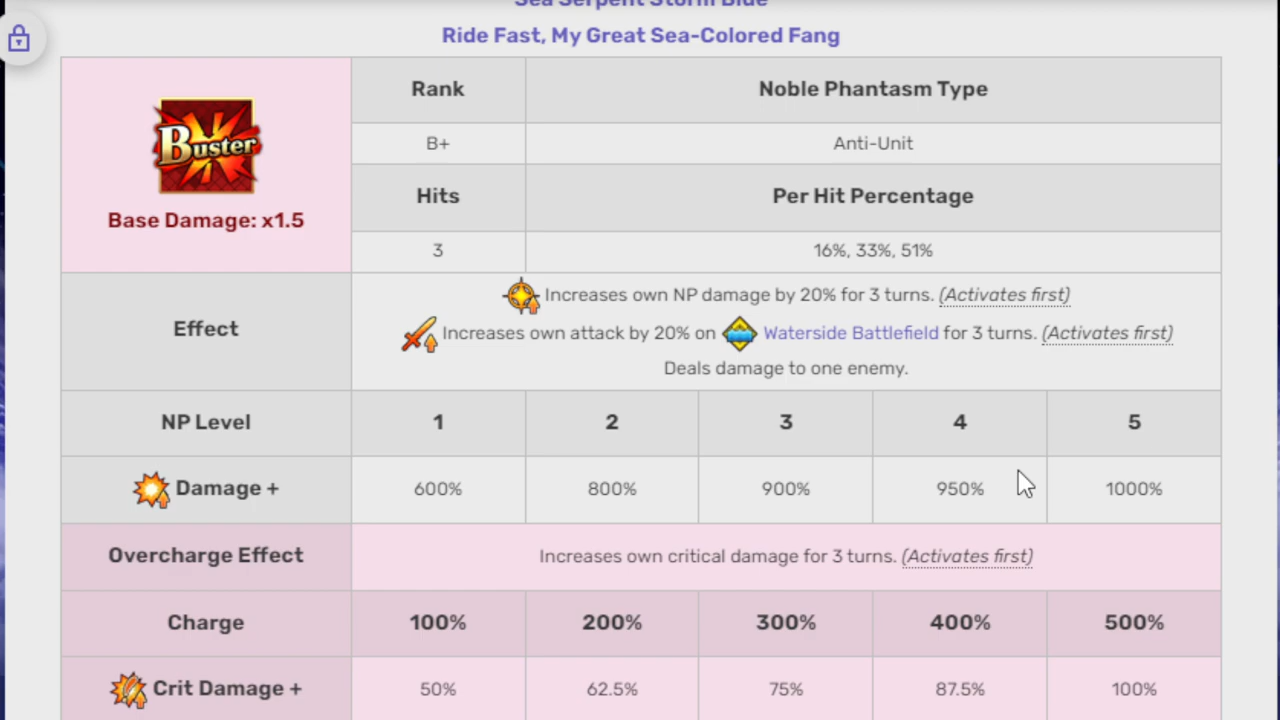 Sea Serpent Storm Blue
Ride Fast, My Great Sea-Colored Fang
Buster
Base Damage: x1.5
Rank Noble Phantasm Type
B+ Anti-Unit
Hits Per Hit Percentage
3 16%, 33%, 51%
Effect
Increases own NP damage by 20% for 3 turns. (Activates first)
Increases own attack by 20% on Waterside Battlefield for 3 turns. (Activates first)
Deals damage to one enemy.
NP Level 1 2 3 4 5
Damage + 600% 800% 900% 950% 1000%
Overcharge Effect Increases own critical damage for 3 turns. (Activates first)
Charge 100% 200% 300% 400% 500%
Crit Damage + 50% 62.5% 75% 87.5% 100%